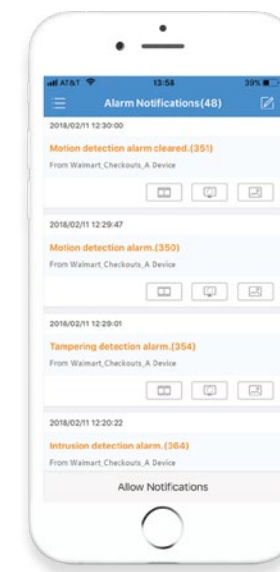 AT&T 13:58 39%
Alarm Notifications(48)
2018/02/11 12:30:00
Motion detection alarm cleared.(351)
From Walmart_Checkouts_A Device
2018/02/11 12:29:47
Motion detection alarm.(350)
From Walmart_Checkouts_A Device
2018/02/11 12:29:01
Tampering detection alarm.(354)
From Walmart_Checkouts_A Device
2018/02/11 12:20:22
Intrusion detection alarm.(364)
From Walmart_Checkouts_A Device
Allow Notifications